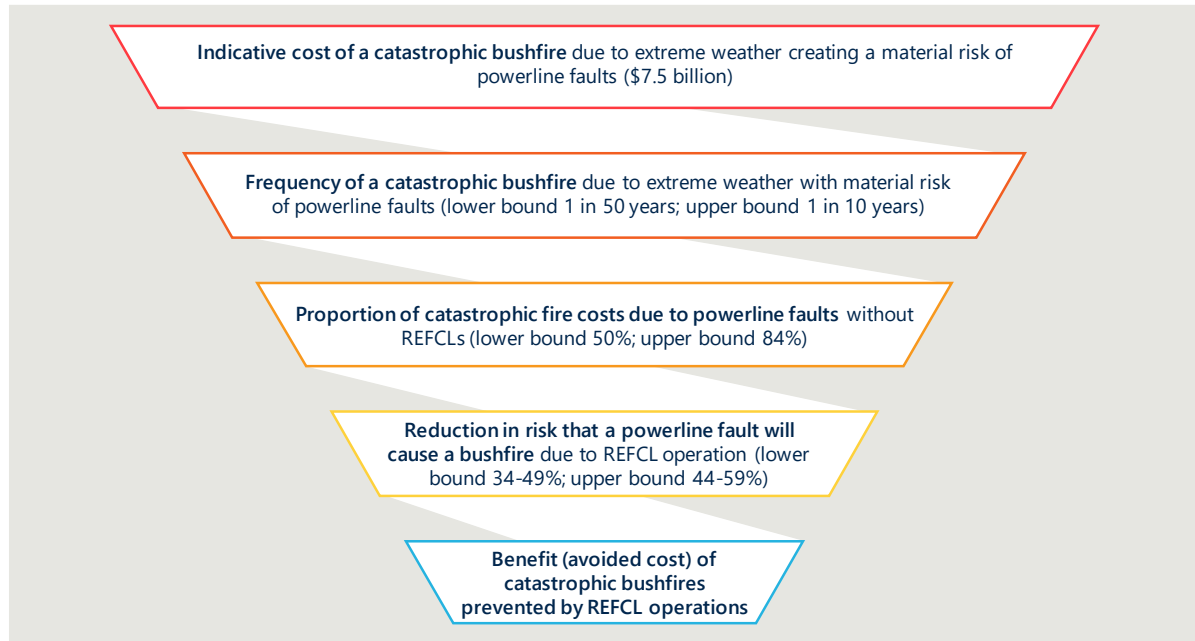 Indicative cost of a catastrophic bushfire due to extreme weather creating a material risk of
powerline faults ($7.5 billion)
Frequency of a catastrophic bushfire due to extreme weather with material risk
of powerline faults (lower bound 1 in 50 years; upper bound 1 in 10 years)
Proportion of catastrophic fire costs due to powerline faults without
REFCLs (lower bound 50%; upper bound 84%)
Reduction in risk that a powerline fault will
cause a bushfire due to REFCL operation (lower
bound 34-49%; upper bound 44-59%)
Benefit (avoided cost) of
catastrophic bushfires
prevented by REFCL operations